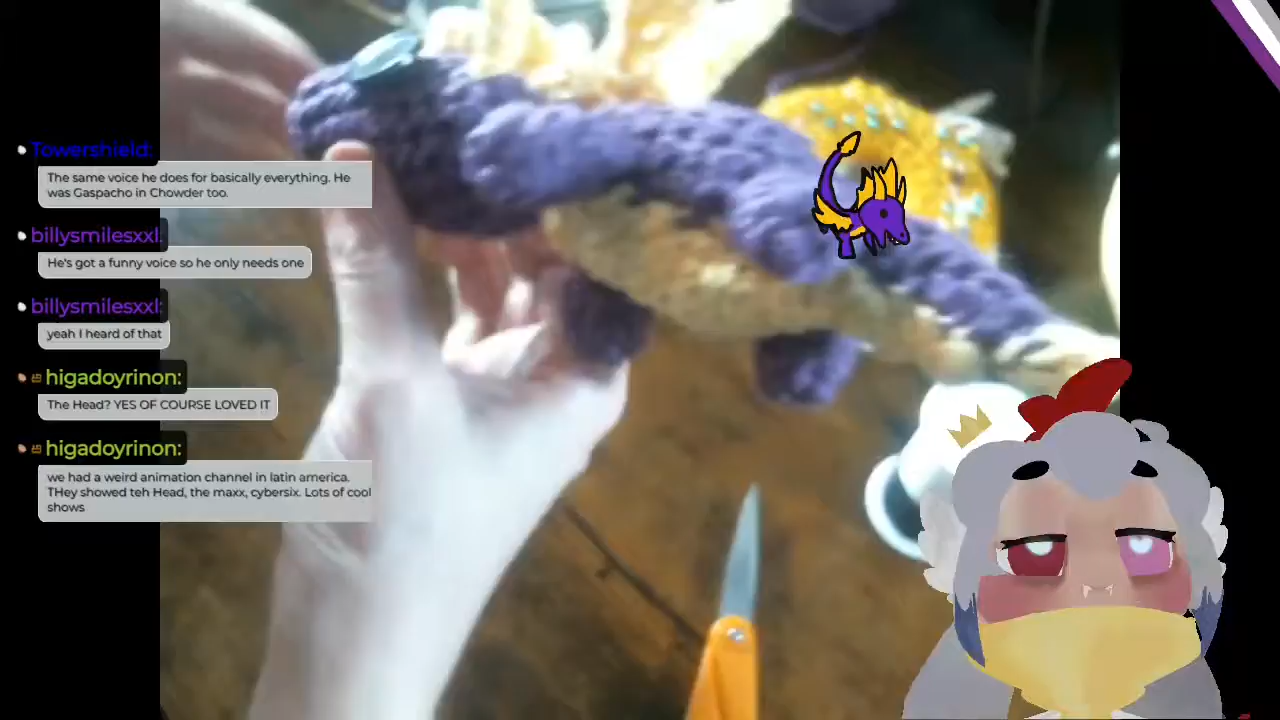 Towershield:
The same voice he does for basically everything. He
was Gaspacho in Chowder too.
billysmilesxxl:
He's got a funny voice so he only needs one
billysmilesxxl:
yeah I heard of that
higadoyrinon:
The Head? YES OF COURSE LOVED IT
higadoyrinon:
we had a weird animation channel in latin america.
THey showed teh Head, the maxx, cybersix. Lots of cool
shows